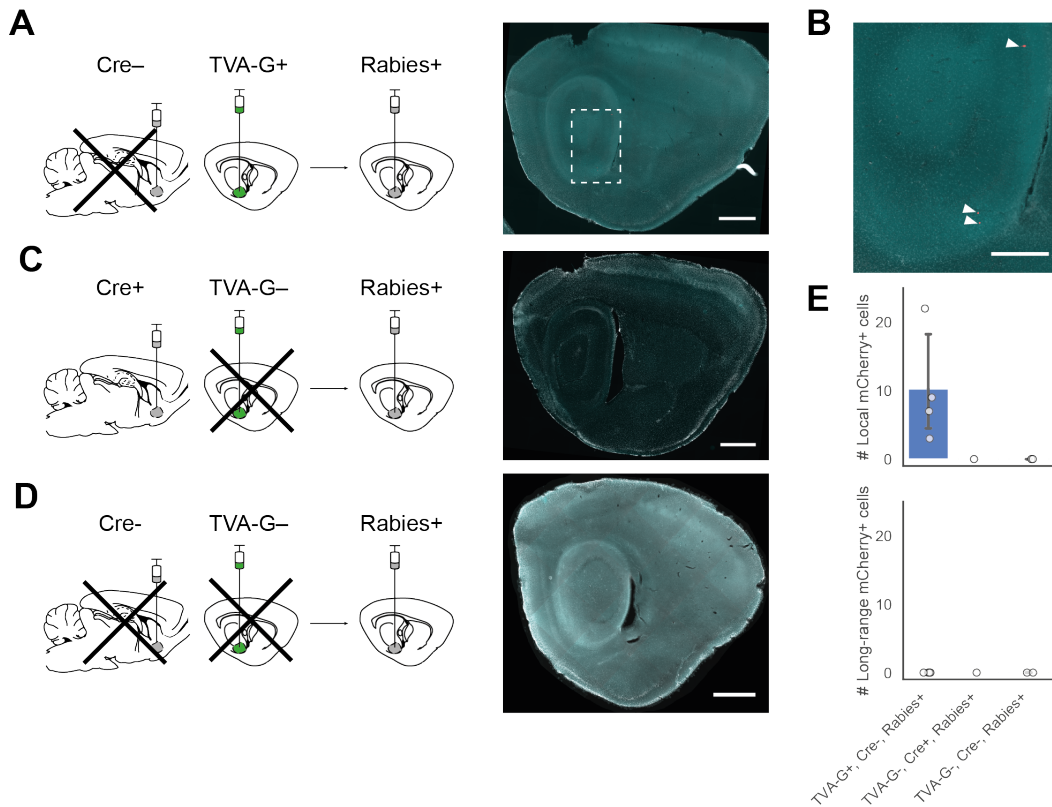 A
Cre– TVA-G+ Rabies+
B
C
Cre+ TVA-G– Rabies+
D
Cre- TVA-G– Rabies+
E
# Local mCherry+ cells
20
10
0
# Long-range mCherry+ cells
20
10
0
TVA-G+, Cre-, Rabies+
TVA-G-, Cre+, Rabies+
TVA-G-, Cre-, Rabies+